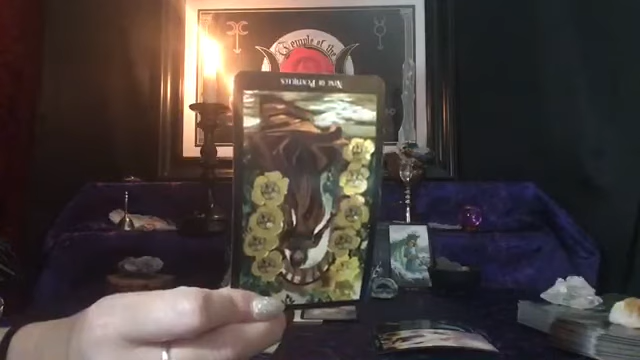 Temple of the
Nine of Pentacles